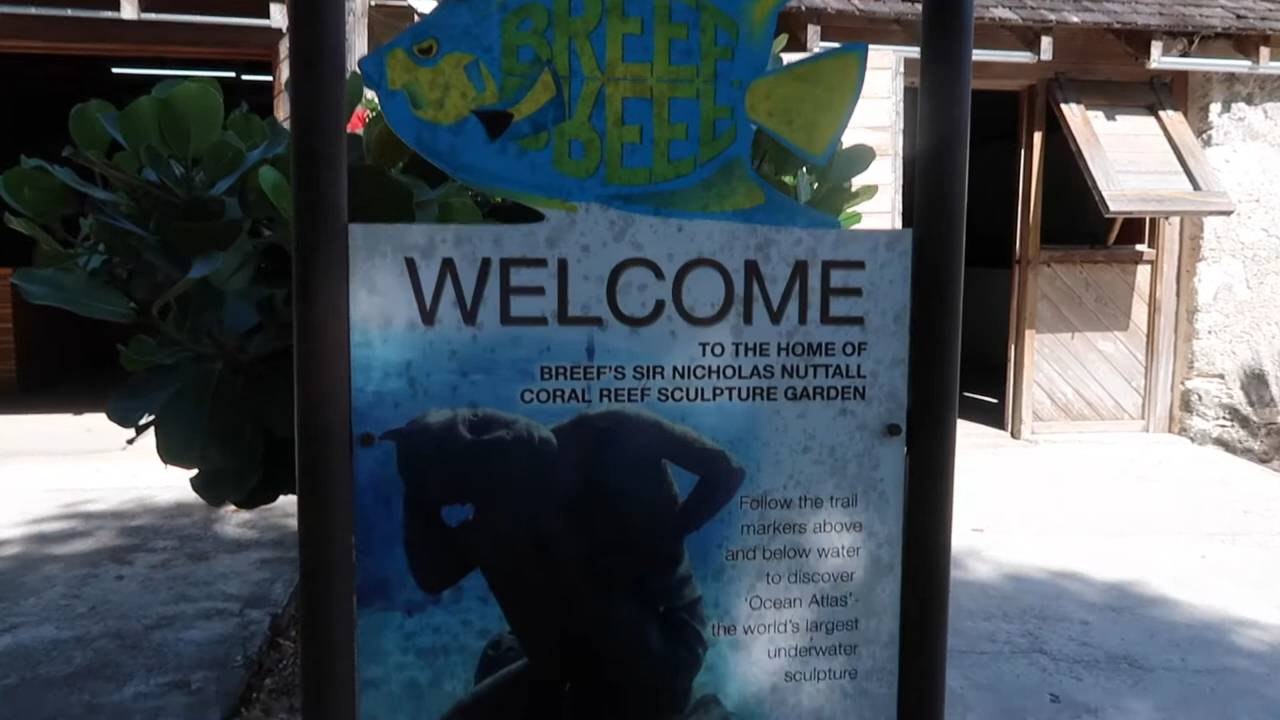 BREEF
BREEF
WELCOME
TO THE HOME OF
BREEF'S SIR NICHOLAS NUTTALL
CORAL REEF SCULPTURE GARDEN
Follow the trail
markers above
and below water
to discover
'Ocean Atlas'-
the world's largest
underwater
sculpture